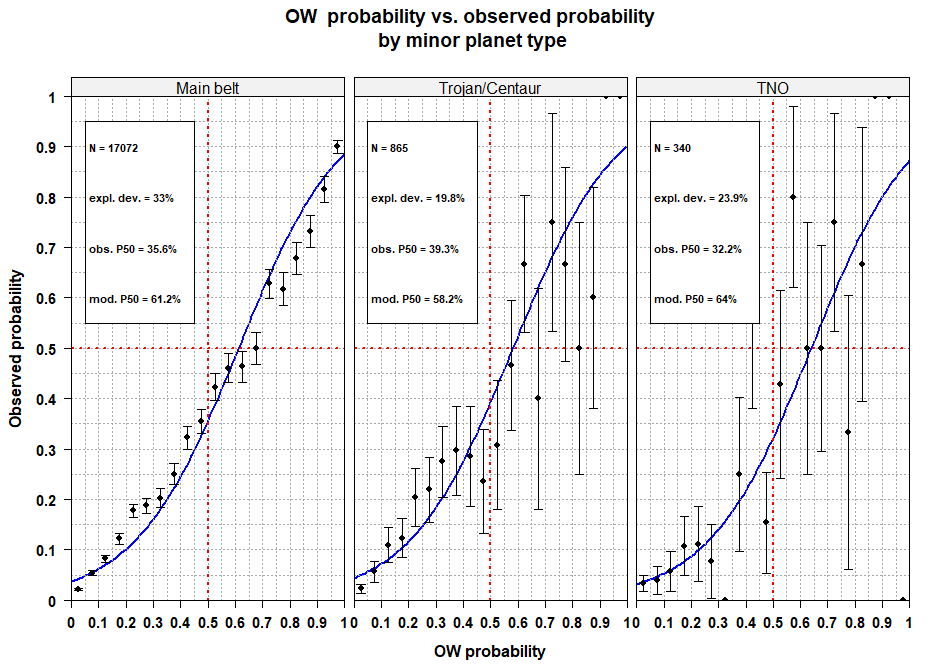 OW  probability vs. observed probability
by minor planet type
Main belt
Trojan/Centaur
TNO
N = 17072
expl. dev. = 33%
obs. P50 = 35.6%
mod. P50 = 61.2%
N = 865
expl. dev. = 19.8%
obs. P50 = 39.3%
mod. P50 = 58.2%
N = 340
expl. dev. = 23.9%
obs. P50 = 32.2%
mod. P50 = 64%
Observed probability
1
0.9
0.8
0.7
0.6
0.5
0.4
0.3
0.2
0.1
0
0 0.1 0.2 0.3 0.4 0.5 0.6 0.7 0.8 0.9 1
0 0.1 0.2 0.3 0.4 0.5 0.6 0.7 0.8 0.9 1
0 0.1 0.2 0.3 0.4 0.5 0.6 0.7 0.8 0.9 1
OW probability